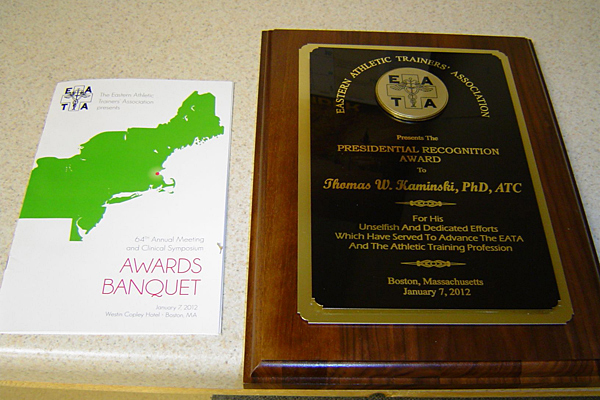 E A
T A
The Eastern Athletic
Trainers' Association
presents:
64TH Annual Meeting
and Clinical Symposium
AWARDS
BANQUET
January 7, 2012
Westin Copley Hotel - Boston, MA
EASTERN ATHLETIC TRAINERS' ASSOCIATION
E A
T A
Presents The
PRESIDENTIAL RECOGNITION
AWARD
To
Thomas W. Kaminski, PhD, ATC
For His
Unselfish And Dedicated Efforts
Which Have Served To Advance The EATA
And The Athletic Training Profession
Boston, Massachusetts
January 7, 2012